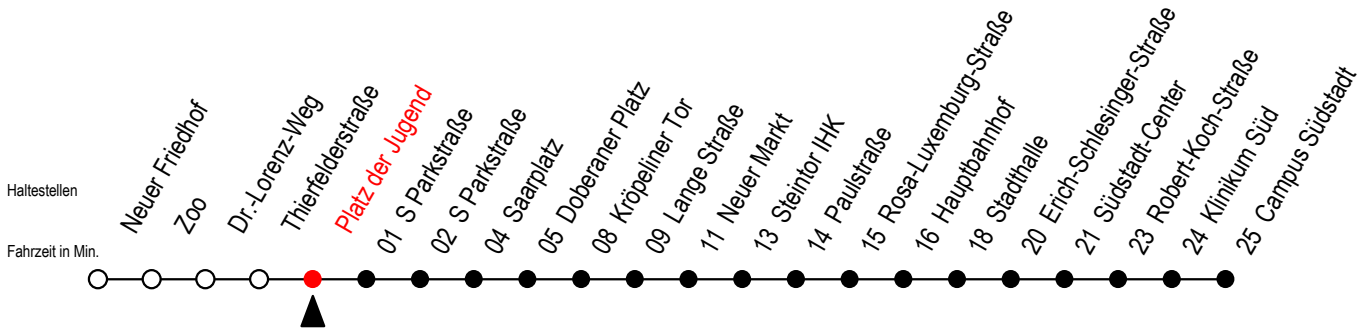 Haltestellen
Fahrzeit in Min.
Neuer Friedhof
Zoo
Dr.-Lorenz-Weg
Thierfelderstraße
Platz der Jugend
01 S Parkstraße
02 S Parkstraße
04 Saarplatz
05 Doberaner Platz
08 Kröpeliner Tor
09 Lange Straße
11 Neuer Markt
13 Steintor IHK
14 Paulstraße
15 Rosa-Luxemburg-Straße
16 Hauptbahnhof
18 Stadthalle
20 Erich-Schlesinger-Straße
21 Südstadt-Center
23 Robert-Koch-Straße
24 Klinikum Süd
25 Campus Südstadt